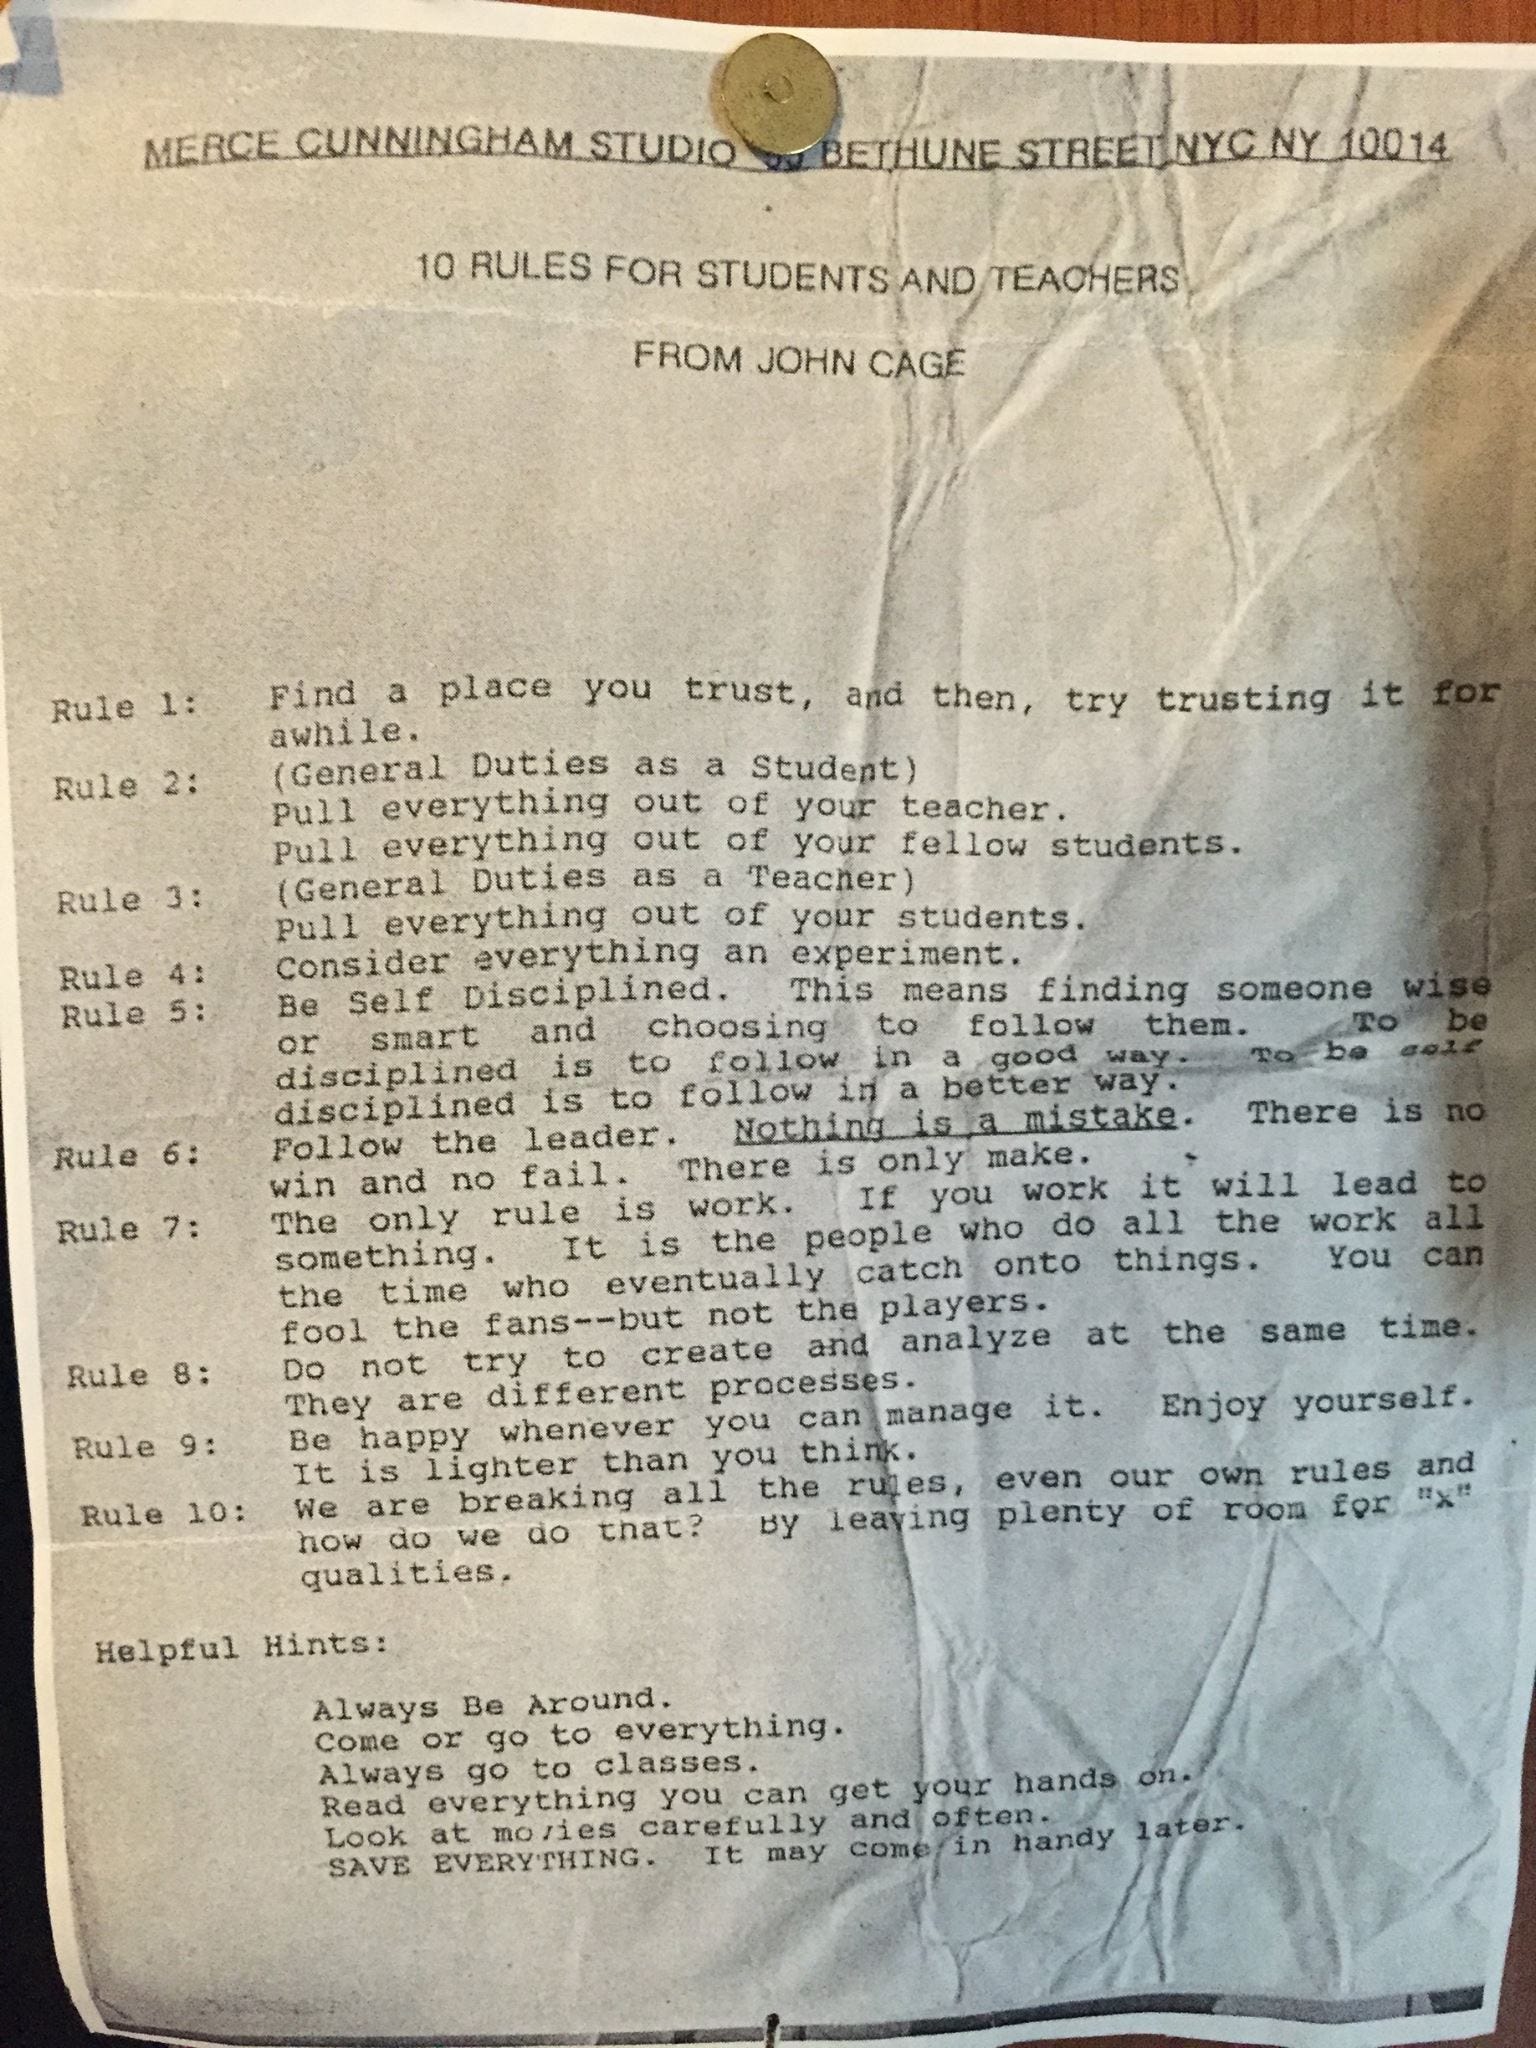 MERCE CUNNINGHAM STUDIO BETHUNE STREET NYC NY 10014
10 RULES FOR STUDENTS AND TEACHERS
FROM JOHN CAGE
Rule 1: Find a place you trust, and then, try trusting it for
awhile.
Rule 2: (General Duties as a Student)
Pull everything out of your teacher.
Pull everything out of your fellow students.
Rule 3: (General Duties as a Teacher)
Pull everything out of your students.
Rule 4: Consider everything an experiment.
Rule 5: Be Self Disciplined. This means finding someone wise
or smart and choosing to follow them. To be
disciplined is to follow in a good way. To be self
disciplined is to follow in a better way.
Rule 6: Follow the leader. Nothing is a mistake. There is no
win and no fail. There is only make.
Rule 7: The only rule is work. If you work it will lead to
something. It is the people who do all the work all
the time who eventually catch onto things. You can
fool the fans--but not the players.
Rule 8: Do not try to create and analyze at the same time.
They are different processes.
Rule 9: Be happy whenever you can manage it. Enjoy yourself.
It is lighter than you think.
Rule 10: We are breaking all the rules, even our own rules and
how do we do that? By leaving plenty of room for "x"
qualities.
Helpful Hints:
Always Be Around.
Come or go to everything.
Always go to classes.
Read everything you can get your hands on.
Look at movies carefully and often.
SAVE EVERYTHING. It may come in handy later.